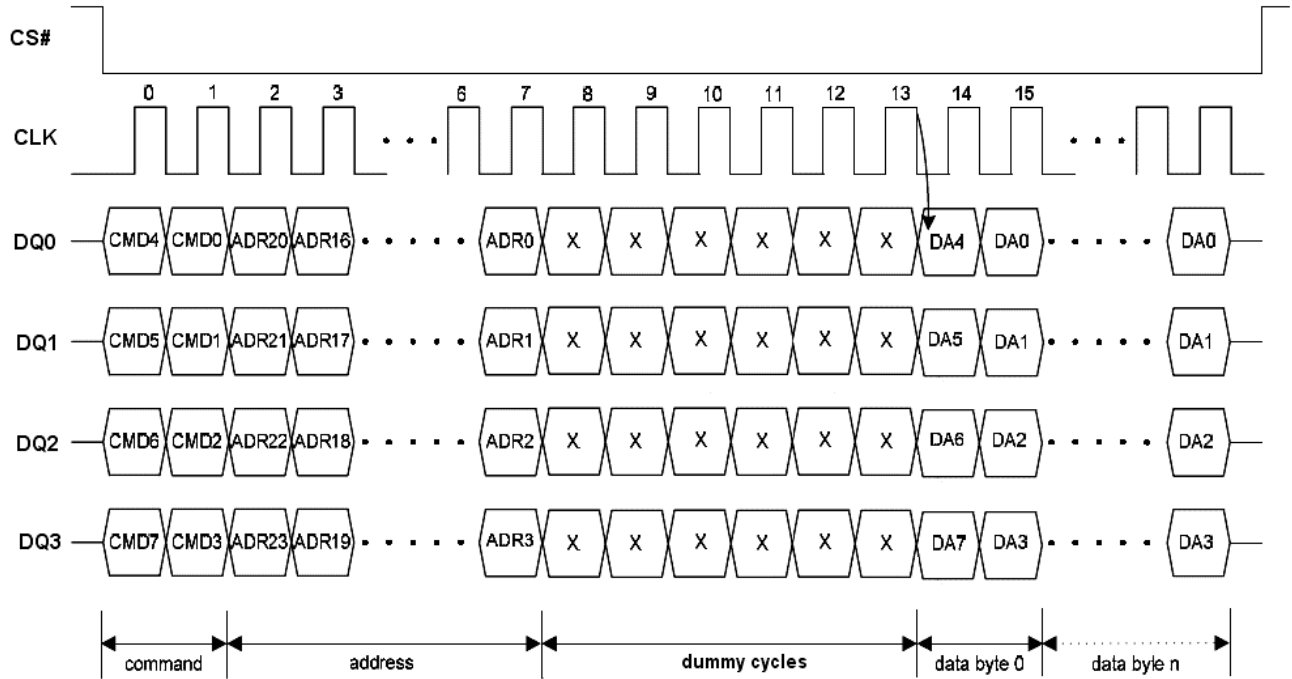 CS#
0 1 2 3 6 7 8 9 10 11 12 13 14 15
CLK
DQ0 CMD4 CMD0 ADR20 ADR16 ADR0 X X X X X X DA4 DA0 DA0
DQ1 CMD5 CMD1 ADR21 ADR17 ADR1 X X X X X X DA5 DA1 DA1
DQ2 CMD6 CMD2 ADR22 ADR18 ADR2 X X X X X X DA6 DA2 DA2
DQ3 CMD7 CMD3 ADR23 ADR19 ADR3 X X X X X X DA7 DA3 DA3
command address dummy cycles data byte 0 data byte n